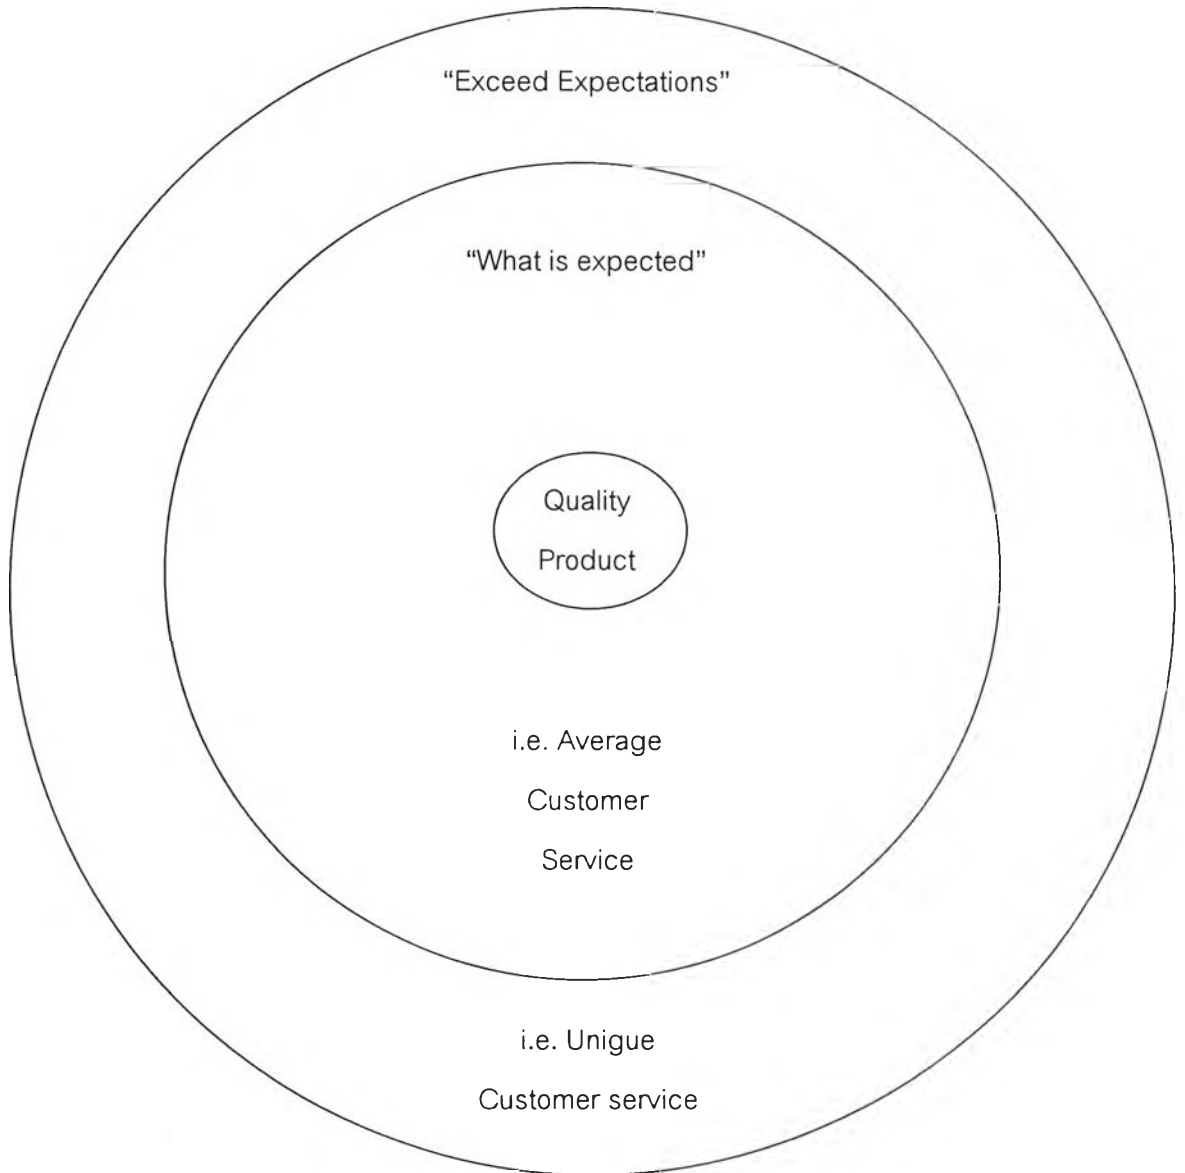 “Exceed Expectations”
“What is expected”
Quality
Product
i.e. Average
Customer
Service
i.e. Unigue
Customer service